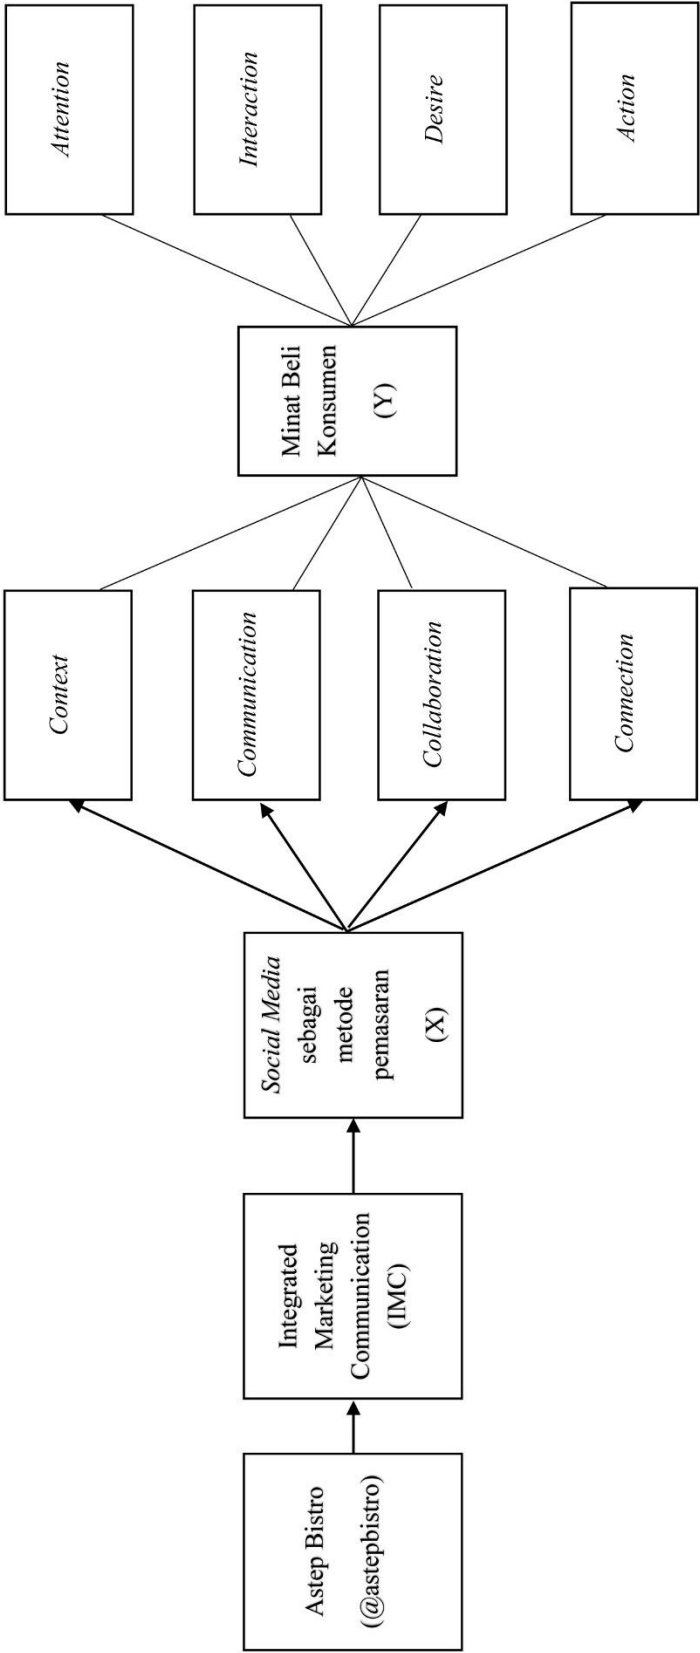 Astep Bistro
(@astepbistro)
Integrated
Marketing
Communication
(IMC)
Social Media
sebagai
metode
pemasaran
(X)
Context
Communication
Collaboration
Connection
Minat Beli
Konsumen
(Y)
Attention
Interaction
Desire
Action